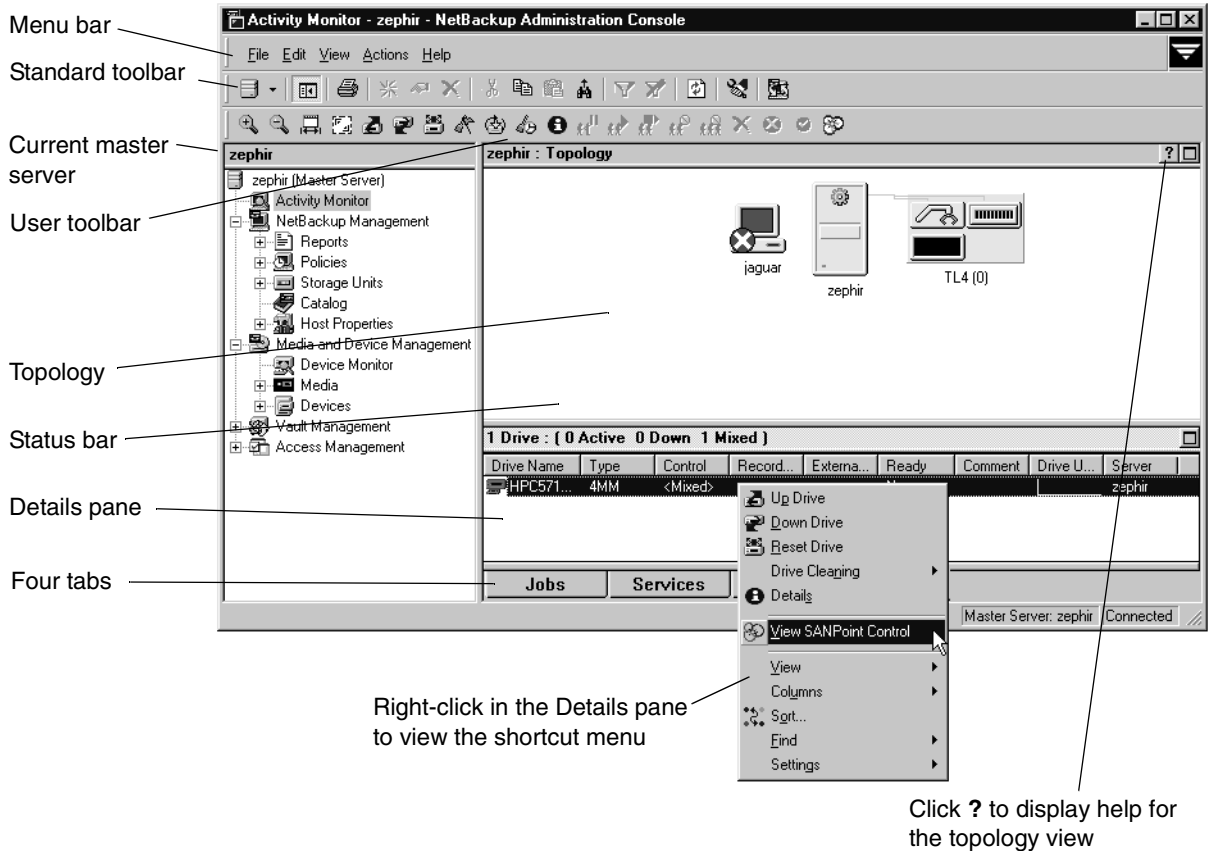 Menu bar
Standard toolbar
Current master
server
User toolbar
Topology
Status bar
Details pane
Four tabs
Activity Monitor - zephir - NetBackup Administration Console
File Edit View Actions Help
zephir
zephir (Master Server)
Activity Monitor
NetBackup Management
Reports
Policies
Storage Units
Catalog
Host Properties
Media and Device Management
Device Monitor
Media
Devices
Vault Management
Access Management
zephir : Topology ?
jaguar
zephir
TL4 (0)
1 Drive : ( 0 Active 0 Down 1 Mixed )
Drive Name Type Control Record... Externa... Ready Comment Drive U... Server
HPC571... 4MM <Mixed> zephir
Up Drive
Down Drive
Reset Drive
Drive Cleaning
Details
View SANPoint Control
View
Columns
Sort...
Find
Settings
Jobs Services
Master Server: zephir Connected
Right-click in the Details pane
to view the shortcut menu
Click ? to display help for
the topology view